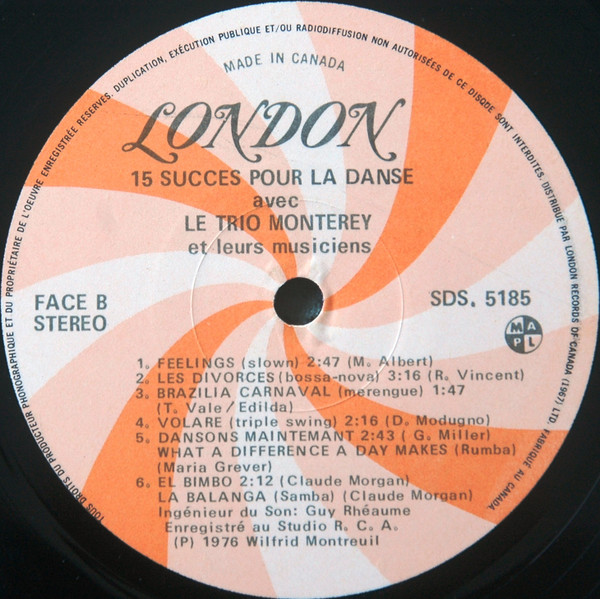 TOUS DROITS DU PRODUCTEUR PHONOGRAPHIQUE ET DU PROPRIÉTAIRE DE L'OEUVRE ENREGISTRÉE RESERVES. DUPLICATION, EXÉCUTION PUBLIQUE ET/OU RADIODIFFUSION NON AUTORISÉES DE CE DISQUE SONT INTERDITES. DISTRIBUÉ PAR LONDON RECORDS OF CANADA (1967) LTD. FABRIQUE AU CANADA.
MADE IN CANADA
LONDON
15 SUCCES POUR LA DANSE
avec
LE TRIO MONTEREY
et leurs musiciens
FACE B
STEREO
SDS. 5185
M A
P L
1. FEELINGS (slown) 2:47 (M. Albert)
2. LES DIVORCES (bossa-nova) 3:16 (R. Vincent)
3. BRAZILIA CARNAVAL (merengue) 1:47
(T. Vale/Edilda)
4. VOLARE (triple swing) 2:16 (D. Modugno)
5. DANSONS MAINTEMANT 2:43 ( G. Miller)
WHAT A DIFFERENCE A DAY MAKES (Rumba)
(Maria Grever)
6. EL BIMBO 2:12 (Claude Morgan)
LA BALANGA (Samba) (Claude Morgan)
Ingénieur du Son: Guy Rhéaume
Enregistré au Studio R. C. A.
(P) 1976 Wilfrid Montreuil